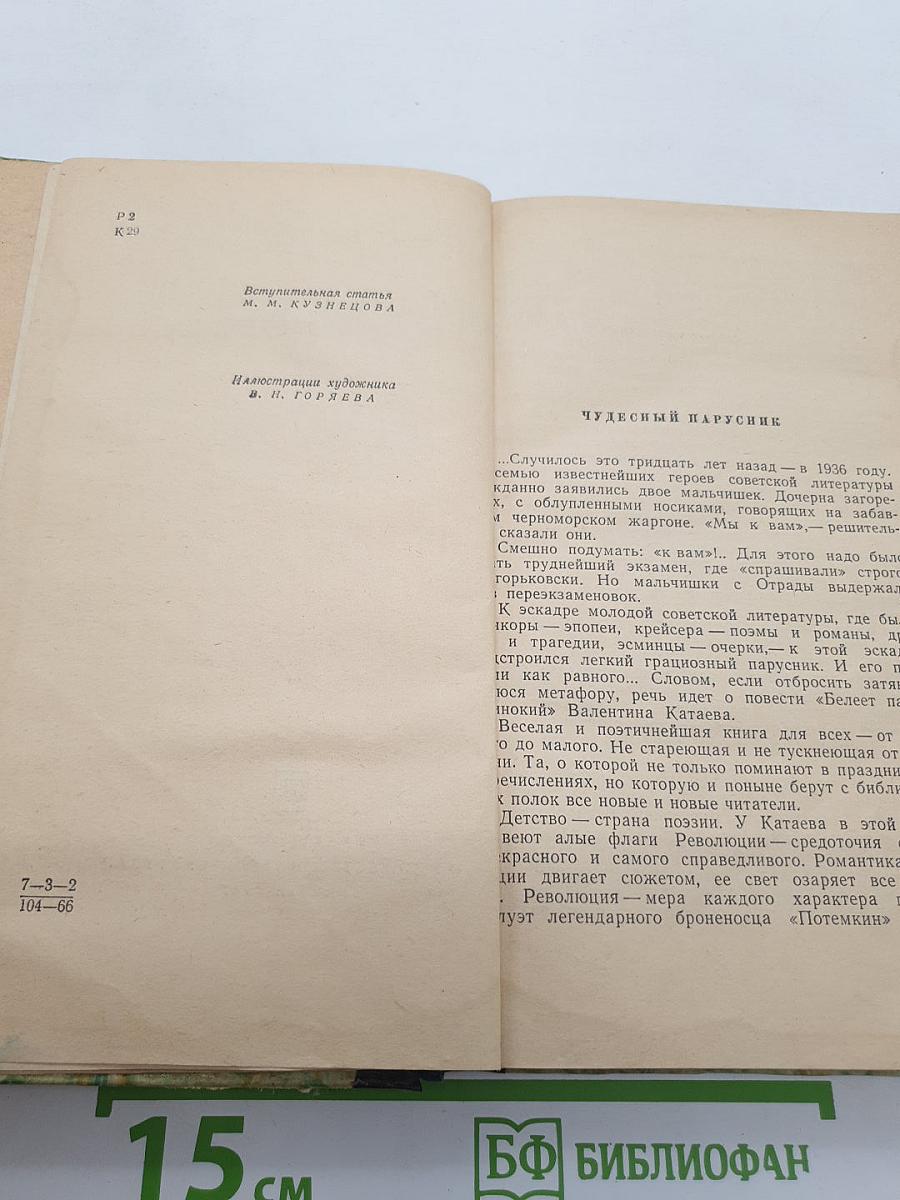 Р 2
К 29
Вступительная статья
М. М. КУЗНЕЦОВА
Иллюстрации художника
В. Н. ГОРЯЕВА
7—3—2
104—66
ЧУДЕСНЫЙ ПАРУСНИК
...Случилось это тридцать лет назад — в 1936 году.
семью известнейших героев советской литературы
жданно заявились двое мальчишек. Дочерна загоре-
х, с облупленными носиками, говорящих на забав-
м черноморском жаргоне. «Мы к вам»,— решитель-
сказали они.
Смешно подумать: «к вам»!.. Для этого надо было
ать труднейший экзамен, где «спрашивали» строго
горьковски. Но мальчишки с Отрады выдержал
з переэкзаменовок.
К эскадре молодой советской литературы, где бы
нкоры — эпопеи, крейсера — поэмы и романы, др
и трагедии, эсминцы — очерки,— к этой эскад
дстроился легкий грациозный парусник. И его п
ли как равного... Словом, если отбросить затя
юся метафору, речь идет о повести «Белеет па
инокий» Валентина Катаева.
Веселая и поэтичнейшая книга для всех — от
го до малого. Не стареющая и не тускнеющая от
ни. Та, о которой не только поминают в праздни
речислениях, но которую и поныне берут с библи
х полок все новые и новые читатели.
Детство — страна поэзии. У Катаева в этой
веют алые флаги Революции — средоточия
екрасного и самого справедливого. Романтика
ции двигает сюжетом, ее свет озаряет все
. Революция — мера каждого характера
луэт легендарного броненосца «Потемкин»
15 см
БФ БИБЛИОФАН